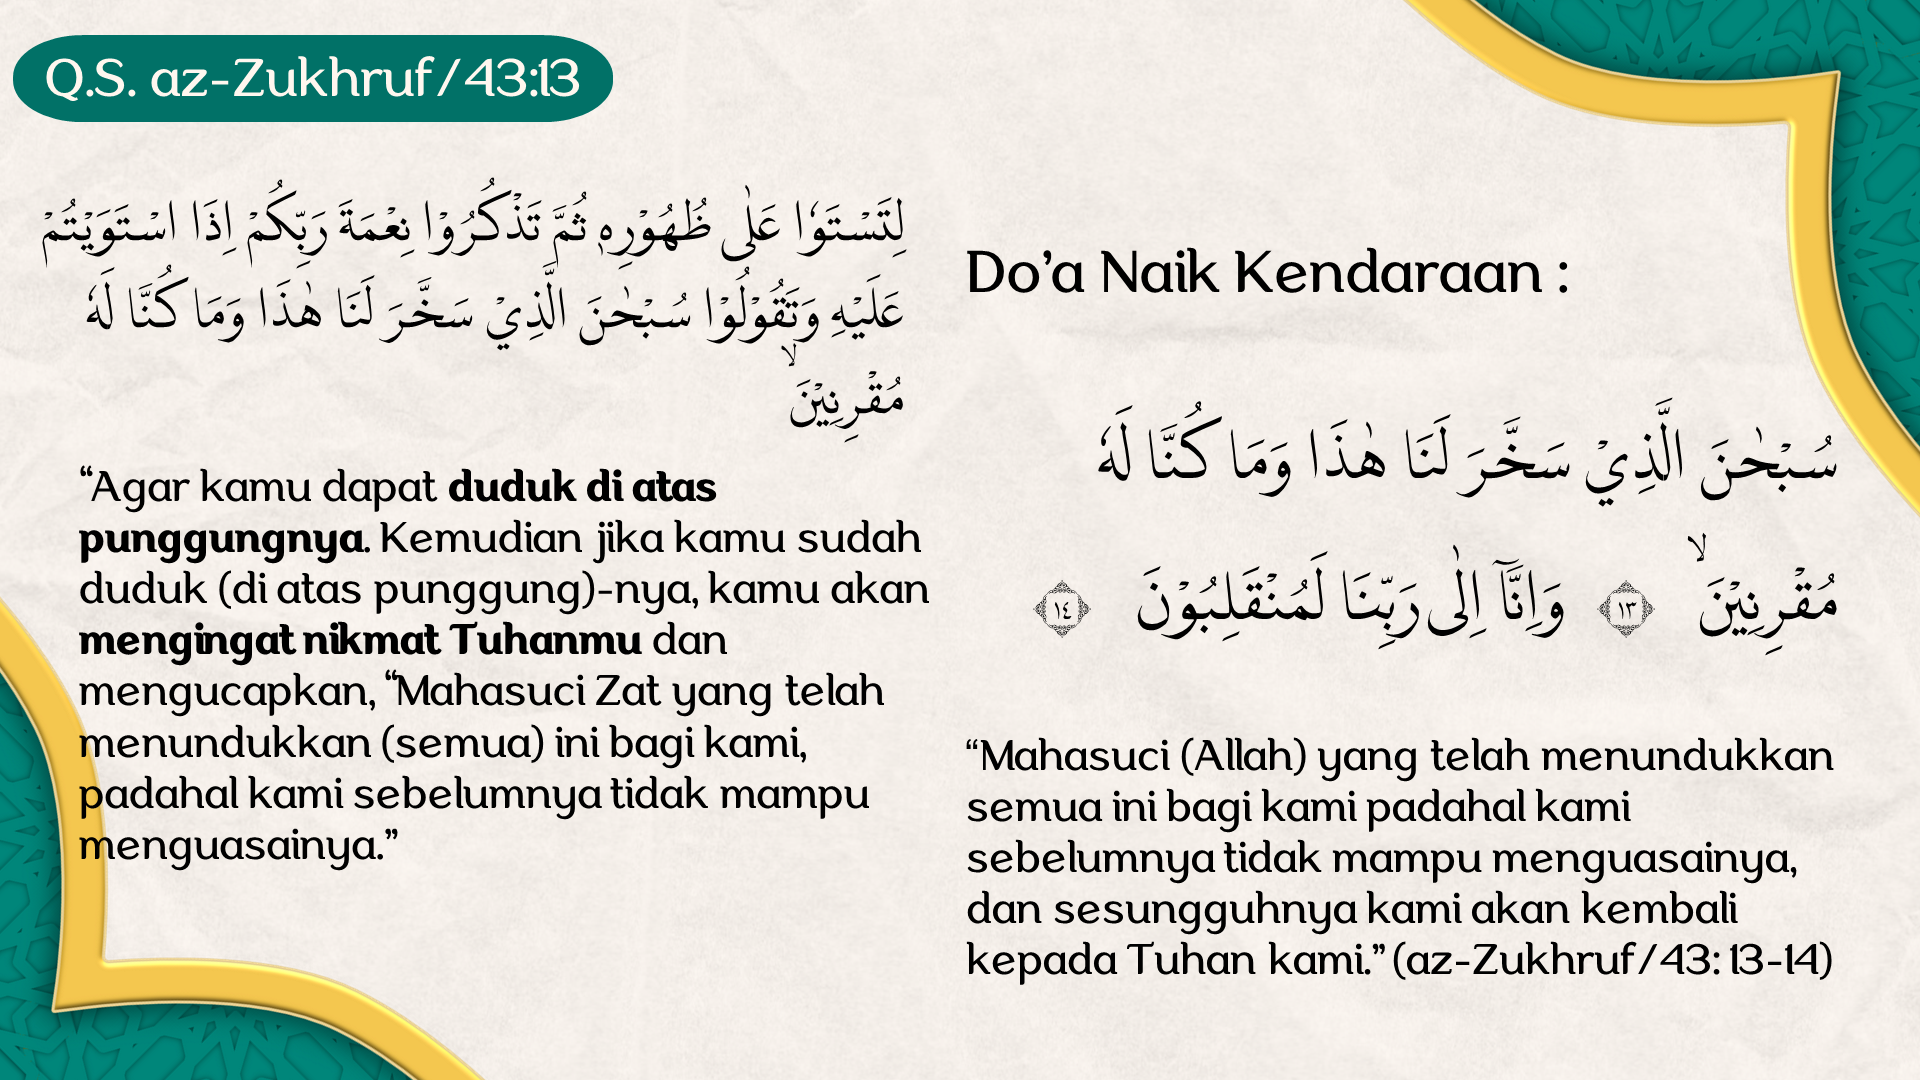 Q.S. az-Zukhruf/43:13
لِتَسْتَوٗا عَلٰى ظُهُوْرِهٖ ثُمَّ تَذْكُرُوْا نِعْمَةَ رَبِّكُمْ اِذَا اسْتَوَيْتُمْ
عَلَيْهِ وَتَقُوْلُوْا سُبْحٰنَ الَّذِيْ سَخَّرَ لَنَا هٰذَا وَمَا كُنَّا لَهٗ
مُقْرِنِيْنَۙ
“Agar kamu dapat duduk di atas
punggungnya. Kemudian jika kamu sudah
duduk (di atas punggung)-nya, kamu akan
mengingat nikmat Tuhanmu dan
mengucapkan, “Mahasuci Zat yang telah
menundukkan (semua) ini bagi kami,
padahal kami sebelumnya tidak mampu
menguasainya.”
Do’a Naik Kendaraan :
سُبْحٰنَ الَّذِيْ سَخَّرَ لَنَا هٰذَا وَمَا كُنَّا لَهٗ
مُقْرِنِيْنَۙ ١٣ وَاِنَّآ اِلٰى رَبِّنَا لَمُنْقَلِبُوْنَ ١٤
“Mahasuci (Allah) yang telah menundukkan
semua ini bagi kami padahal kami
sebelumnya tidak mampu menguasainya,
dan sesungguhnya kami akan kembali
kepada Tuhan kami.” (az-Zukhruf/43: 13-14)